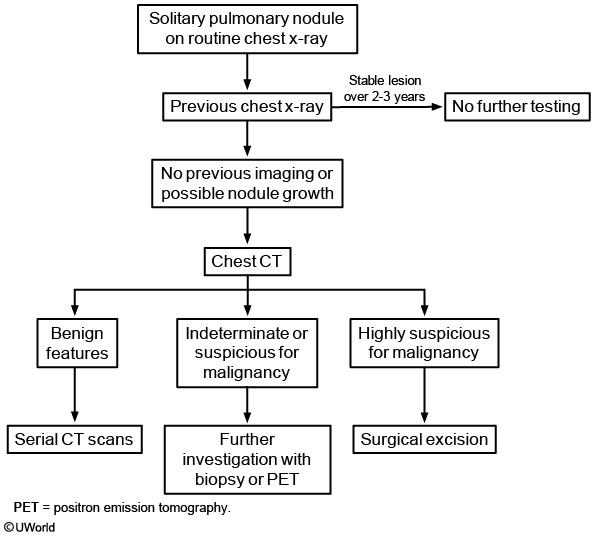 Solitary pulmonary nodule
on routine chest x-ray
Stable lesion
over 2-3 years
Previous chest x-ray
No further testing
No previous imaging or
possible nodule growth
Chest CT
Benign
features
Indeterminate or
suspicious for
malignancy
Highly suspicious
for malignancy
Serial CT scans
Further
investigation with
biopsy or PET
Surgical excision
PET = positron emission tomography.
© UWorld